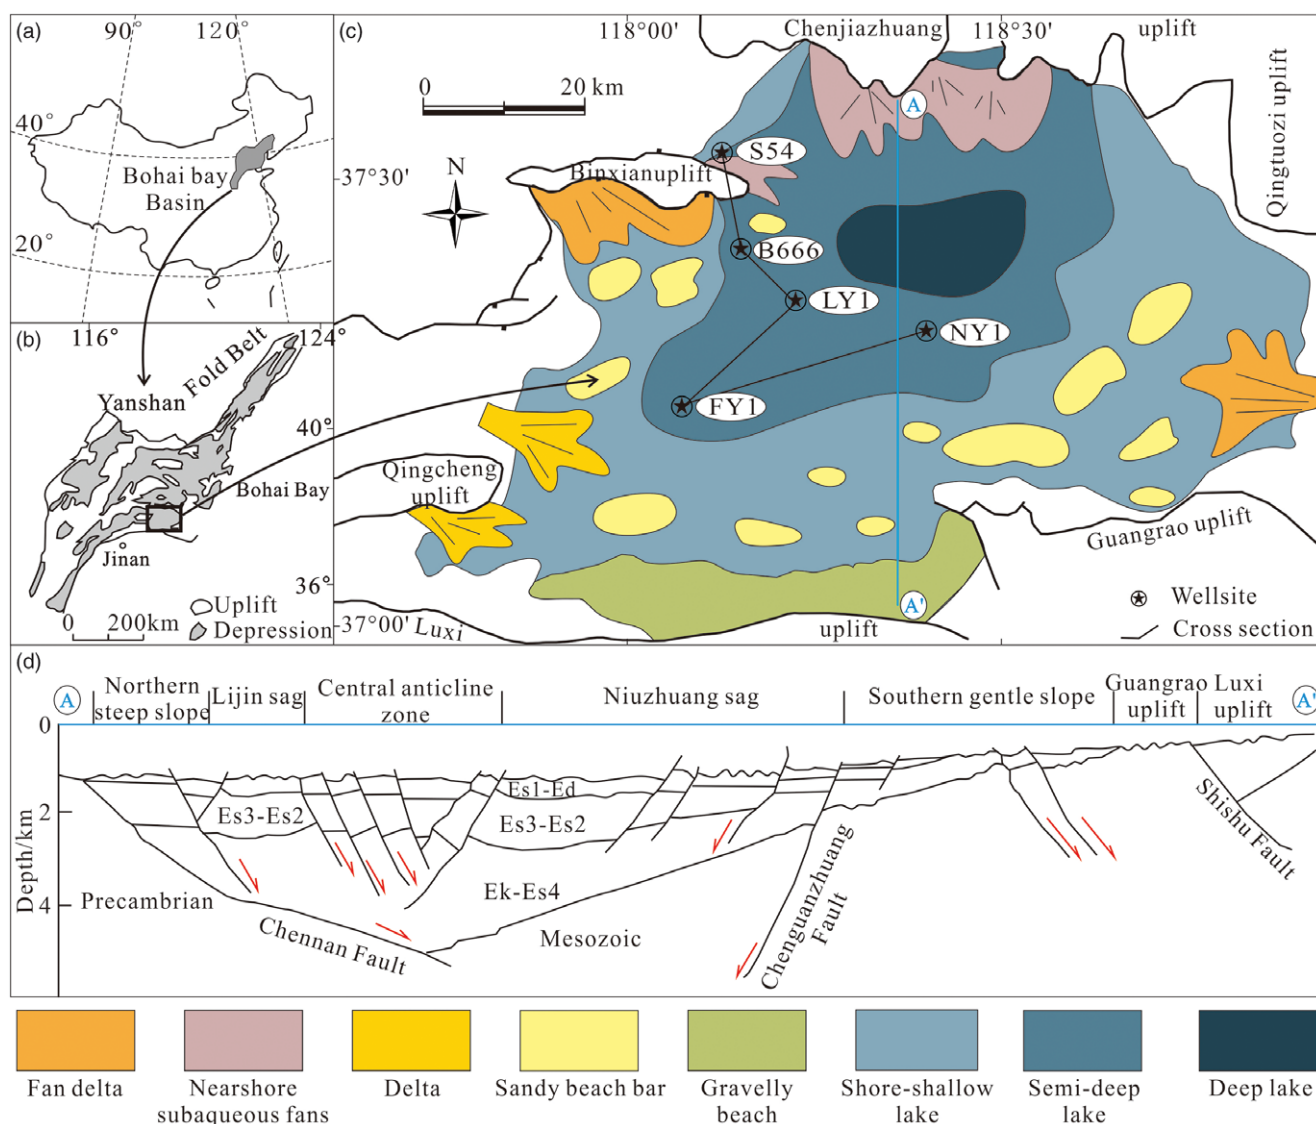 (a)
90°
120°
40°
20°
Bohai bay
Basin
(b)
116°
124°
Fold Belt
Yanshan
40°
Bohai Bay
Jinan
36°
Uplift
Depression
0
200km
(c)
118°00'
Chenjiazhuang
118°30'
uplift
0
20 km
Qingtuozi uplift
37°30'
N
Binxianuplift
S54
A
B666
LY1
NY1
FY1
Qingcheng
uplift
Guangrao uplift
A'
37°00'
Luxi
uplift
Wellsite
Cross section
(d)
A
Northern
steep slope
Lijin sag
Central anticline
zone
Niuzhuang sag
Southern gentle slope
Guangrao
uplift
Luxi
uplift
A'
0
2
4
Depth/km
Es1-Ed
Es3-Es2
Es3-Es2
Ek-Es4
Precambrian
Mesozoic
Chennan Fault
Chenguanzhuang
Fault
Shishu Fault
Fan delta
Nearshore
subaqueous fans
Delta
Sandy beach bar
Gravelly
beach
Shore-shallow
lake
Semi-deep
lake
Deep lake